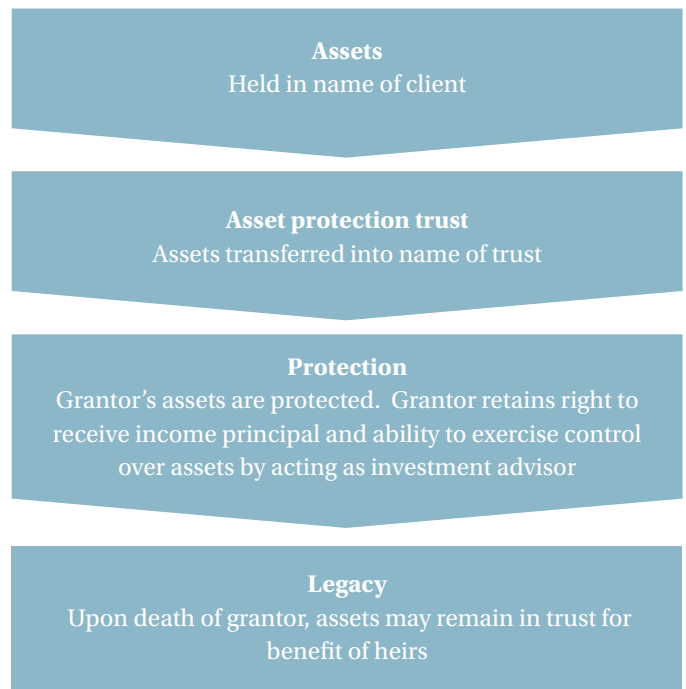 Assets
Held in name of client
Asset protection trust
Assets transferred into name of trust
Protection
Grantor’s assets are protected.  Grantor retains right to
receive income principal and ability to exercise control
over assets by acting as investment advisor
Legacy
Upon death of grantor, assets may remain in trust for
benefit of heirs